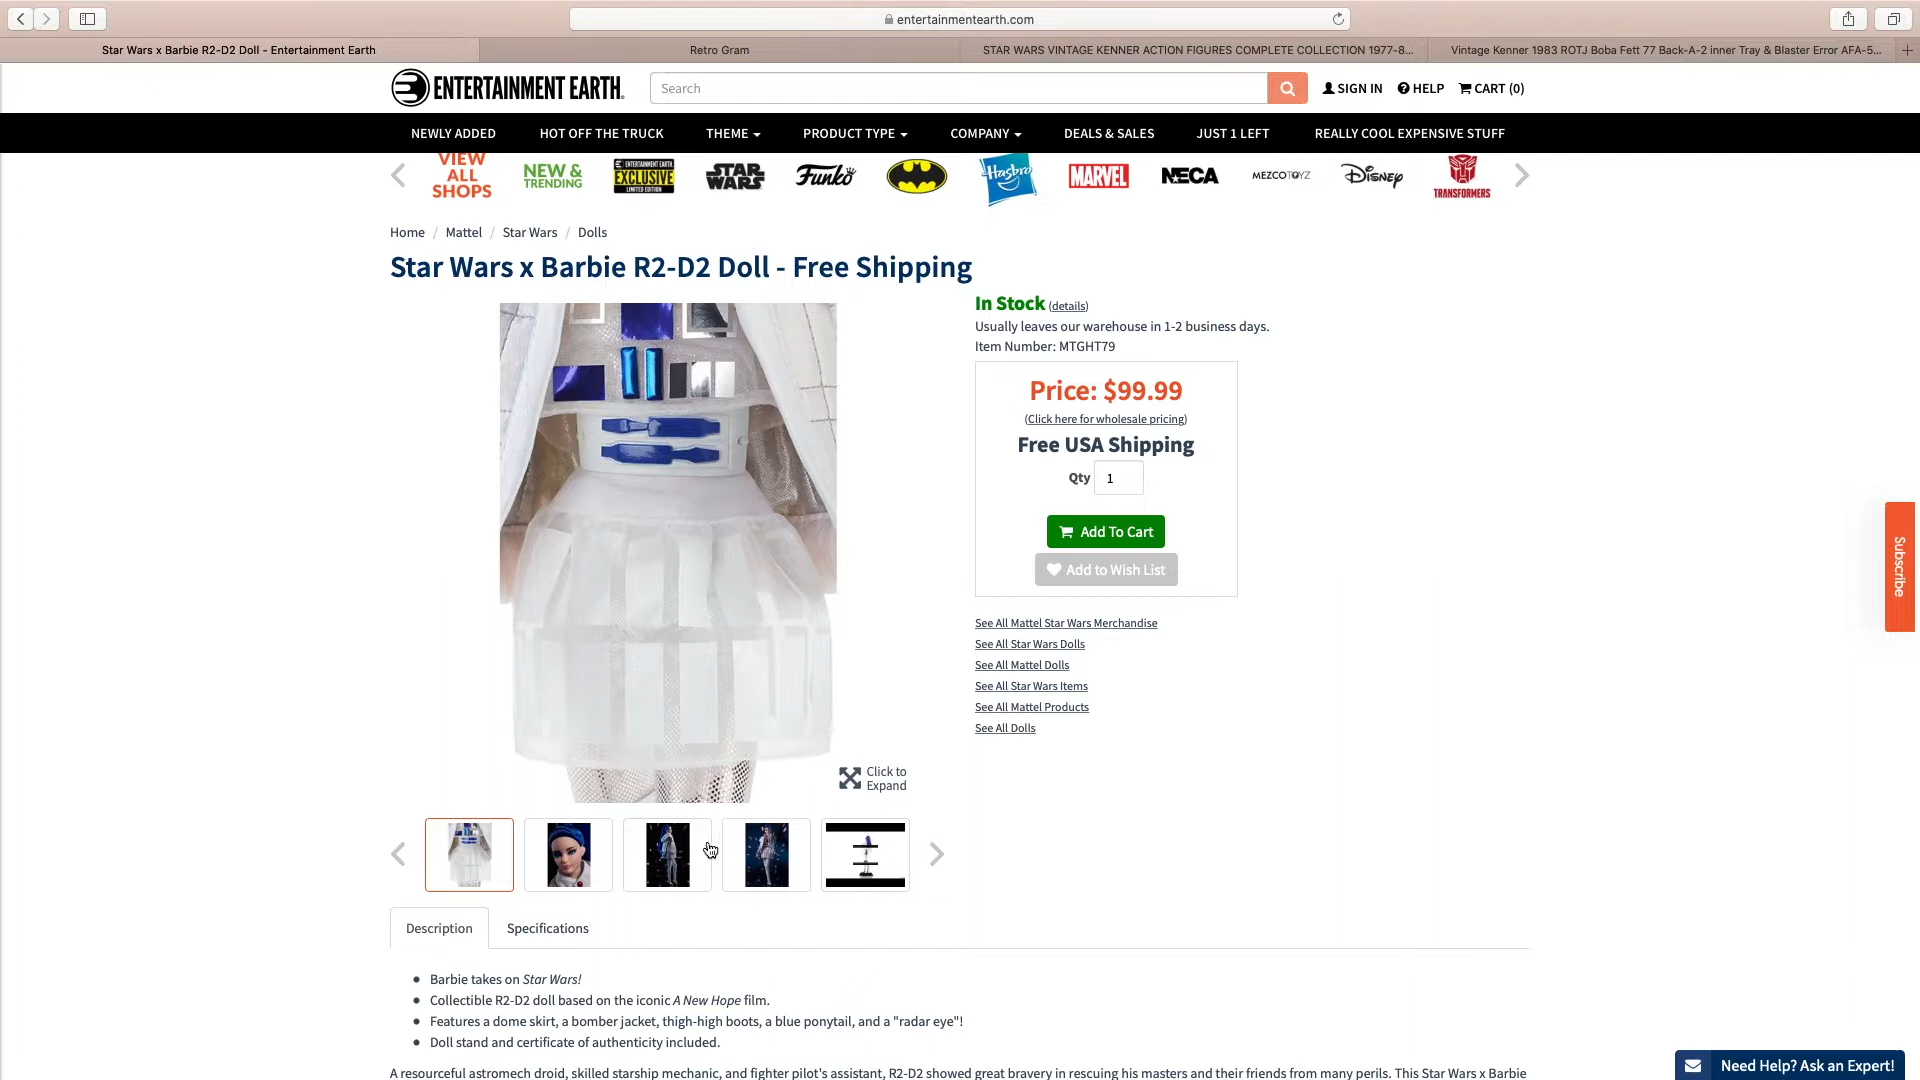 entertainmentearth.com
Star Wars x Barbie R2-D2 Doll - Entertainment Earth
Retro Gram
STAR WARS VINTAGE KENNER ACTION FIGURES COMPLETE COLLECTION 1977-8...
Vintage Kenner 1983 ROTJ Boba Fett 77 Back-A-2 inner Tray & Blaster Error AFA-5...
ENTERTAINMENT EARTH
Search
SIGN IN
HELP
CART (0)
NEWLY ADDED
HOT OFF THE TRUCK
THEME
PRODUCT TYPE
COMPANY
DEALS & SALES
JUST 1 LEFT
REALLY COOL EXPENSIVE STUFF
VIEW
ALL
SHOPS
NEW &
TRENDING
ENTERTAINMENT EARTH
EXCLUSIVE
LIMITED EDITION
STAR
WARS
Funko
Hasbro
MARVEL
NECA
MEZCOTOYZ
Disney
TRANSFORMERS
Home / Mattel / Star Wars / Dolls
Star Wars x Barbie R2-D2 Doll - Free Shipping
In Stock (details)
Usually leaves our warehouse in 1-2 business days.
Item Number: MTGHT79
Price: $99.99
(Click here for wholesale pricing)
Free USA Shipping
Qty 1
Add To Cart
Add to Wish List
See All Mattel Star Wars Merchandise
See All Star Wars Dolls
See All Mattel Dolls
See All Star Wars Items
See All Mattel Products
See All Dolls
Subscribe
Click to
Expand
Description
Specifications
Barbie takes on Star Wars!
Collectible R2-D2 doll based on the iconic A New Hope film.
Features a dome skirt, a bomber jacket, thigh-high boots, a blue ponytail, and a "radar eye"!
Doll stand and certificate of authenticity included.
A resourceful astromech droid, skilled starship mechanic, and fighter pilot's assistant, R2-D2 showed great bravery in rescuing his masters and their friends from many perils. This Star Wars x Barbie
Need Help? Ask an Expert!